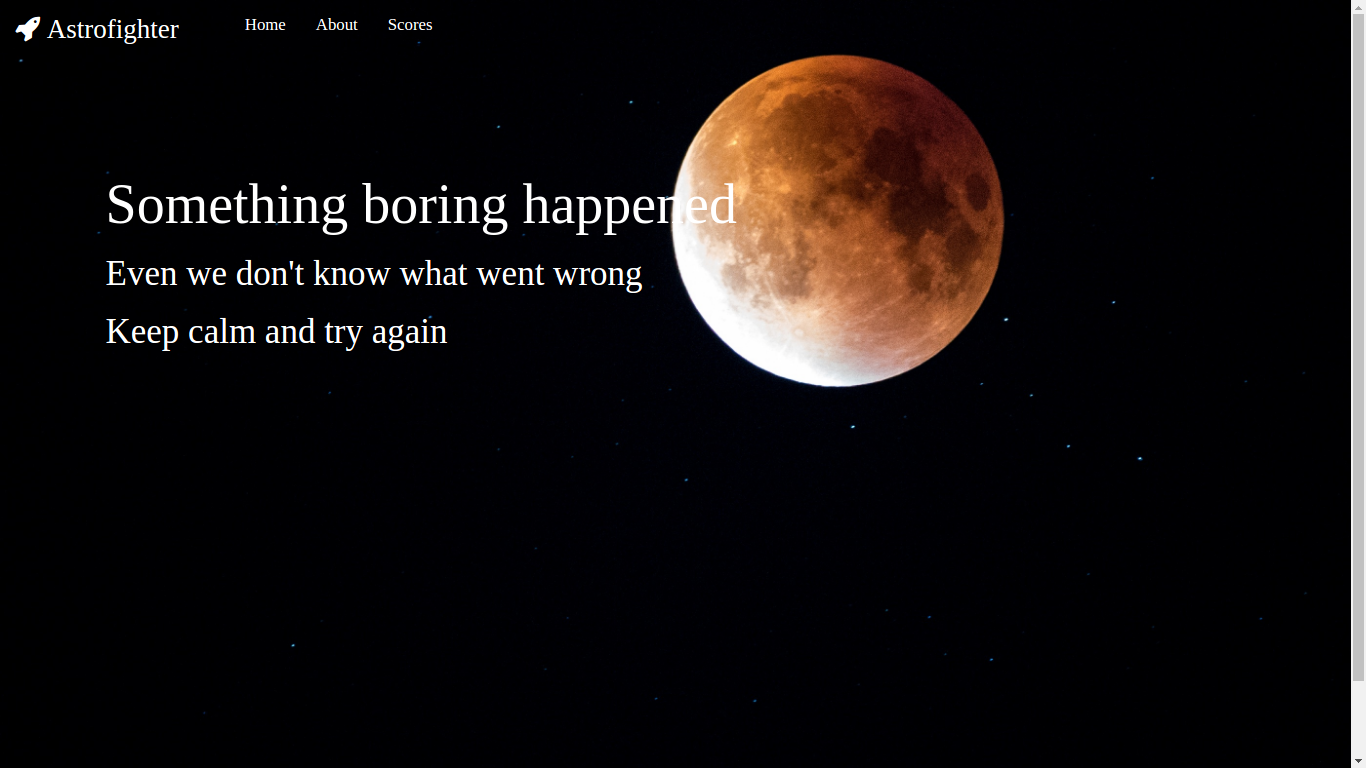 Astrofighter Home About Scores
Something boring happened
Even we don't know what went wrong
Keep calm and try again